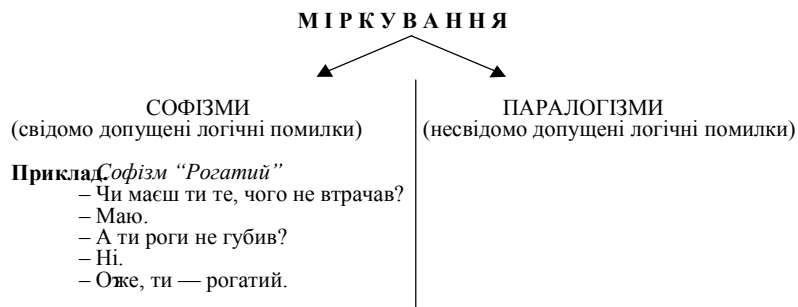 М І Р К У В А Н Н Я
СОФІЗМИ
(свідомо допущені логічні помилки)
ПАРАЛОГІЗМИ
(несвідомо допущені логічні помилки)
Приклад. Софізм “Рогатий”
– Чи маєш ти те, чого не втрачав?
– Маю.
– А ти роги не губив?
– Ні.
– Отже, ти — рогатий.